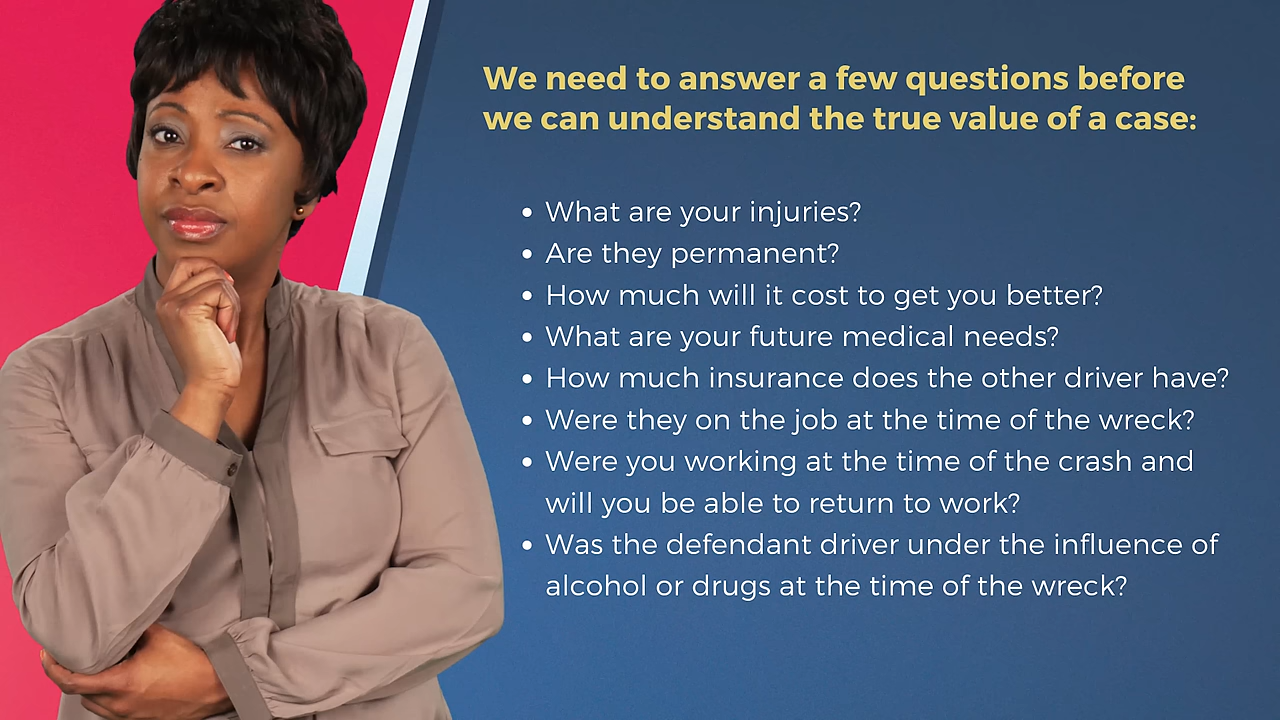 We need to answer a few questions before
we can understand the true value of a case:
• What are your injuries?
• Are they permanent?
• How much will it cost to get you better?
• What are your future medical needs?
• How much insurance does the other driver have?
• Were they on the job at the time of the wreck?
• Were you working at the time of the crash and
will you be able to return to work?
• Was the defendant driver under the influence of
alcohol or drugs at the time of the wreck?